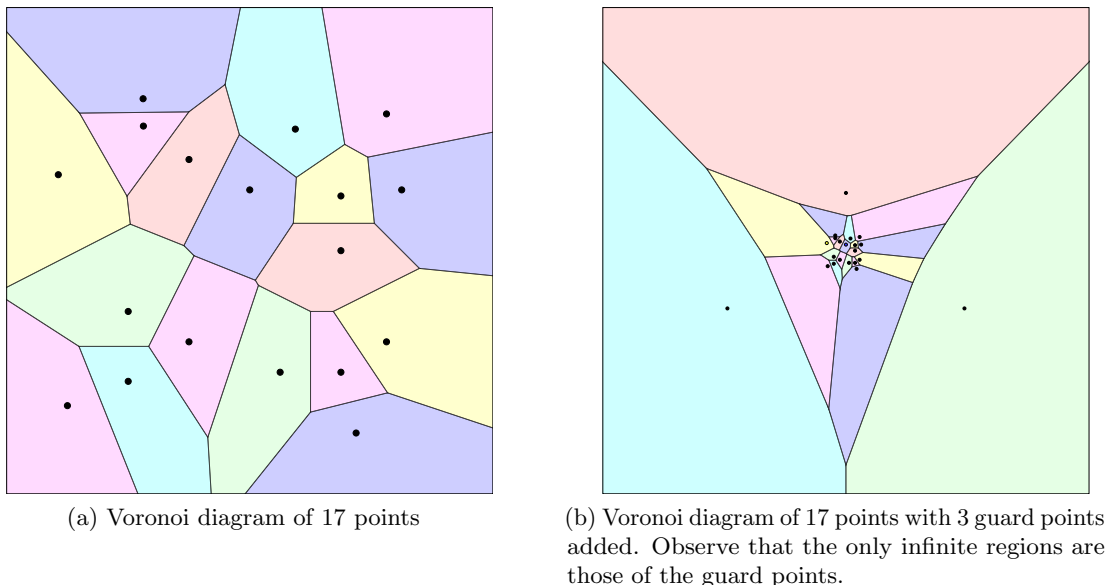 (a) Voronoi diagram of 17 points
(b) Voronoi diagram of 17 points with 3 guard points
added. Observe that the only infinite regions are
those of the guard points.